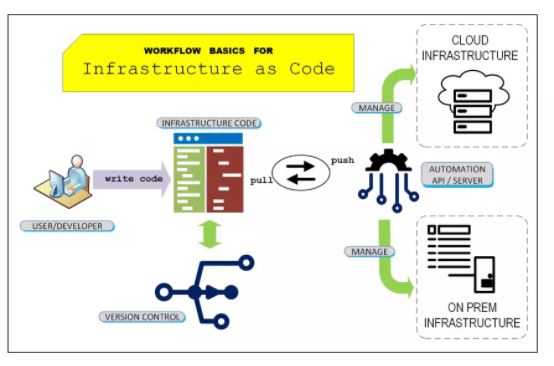 WORKFLOW BASICS FOR
Infrastructure as Code
CLOUD
INFRASTRUCTURE
MANAGE
INFRASTRUCTURE CODE
write code
pull
push
AUTOMATION
API / SERVER
USER/DEVELOPER
MANAGE
VERSION CONTROL
ON PREM
INFRASTRUCTURE